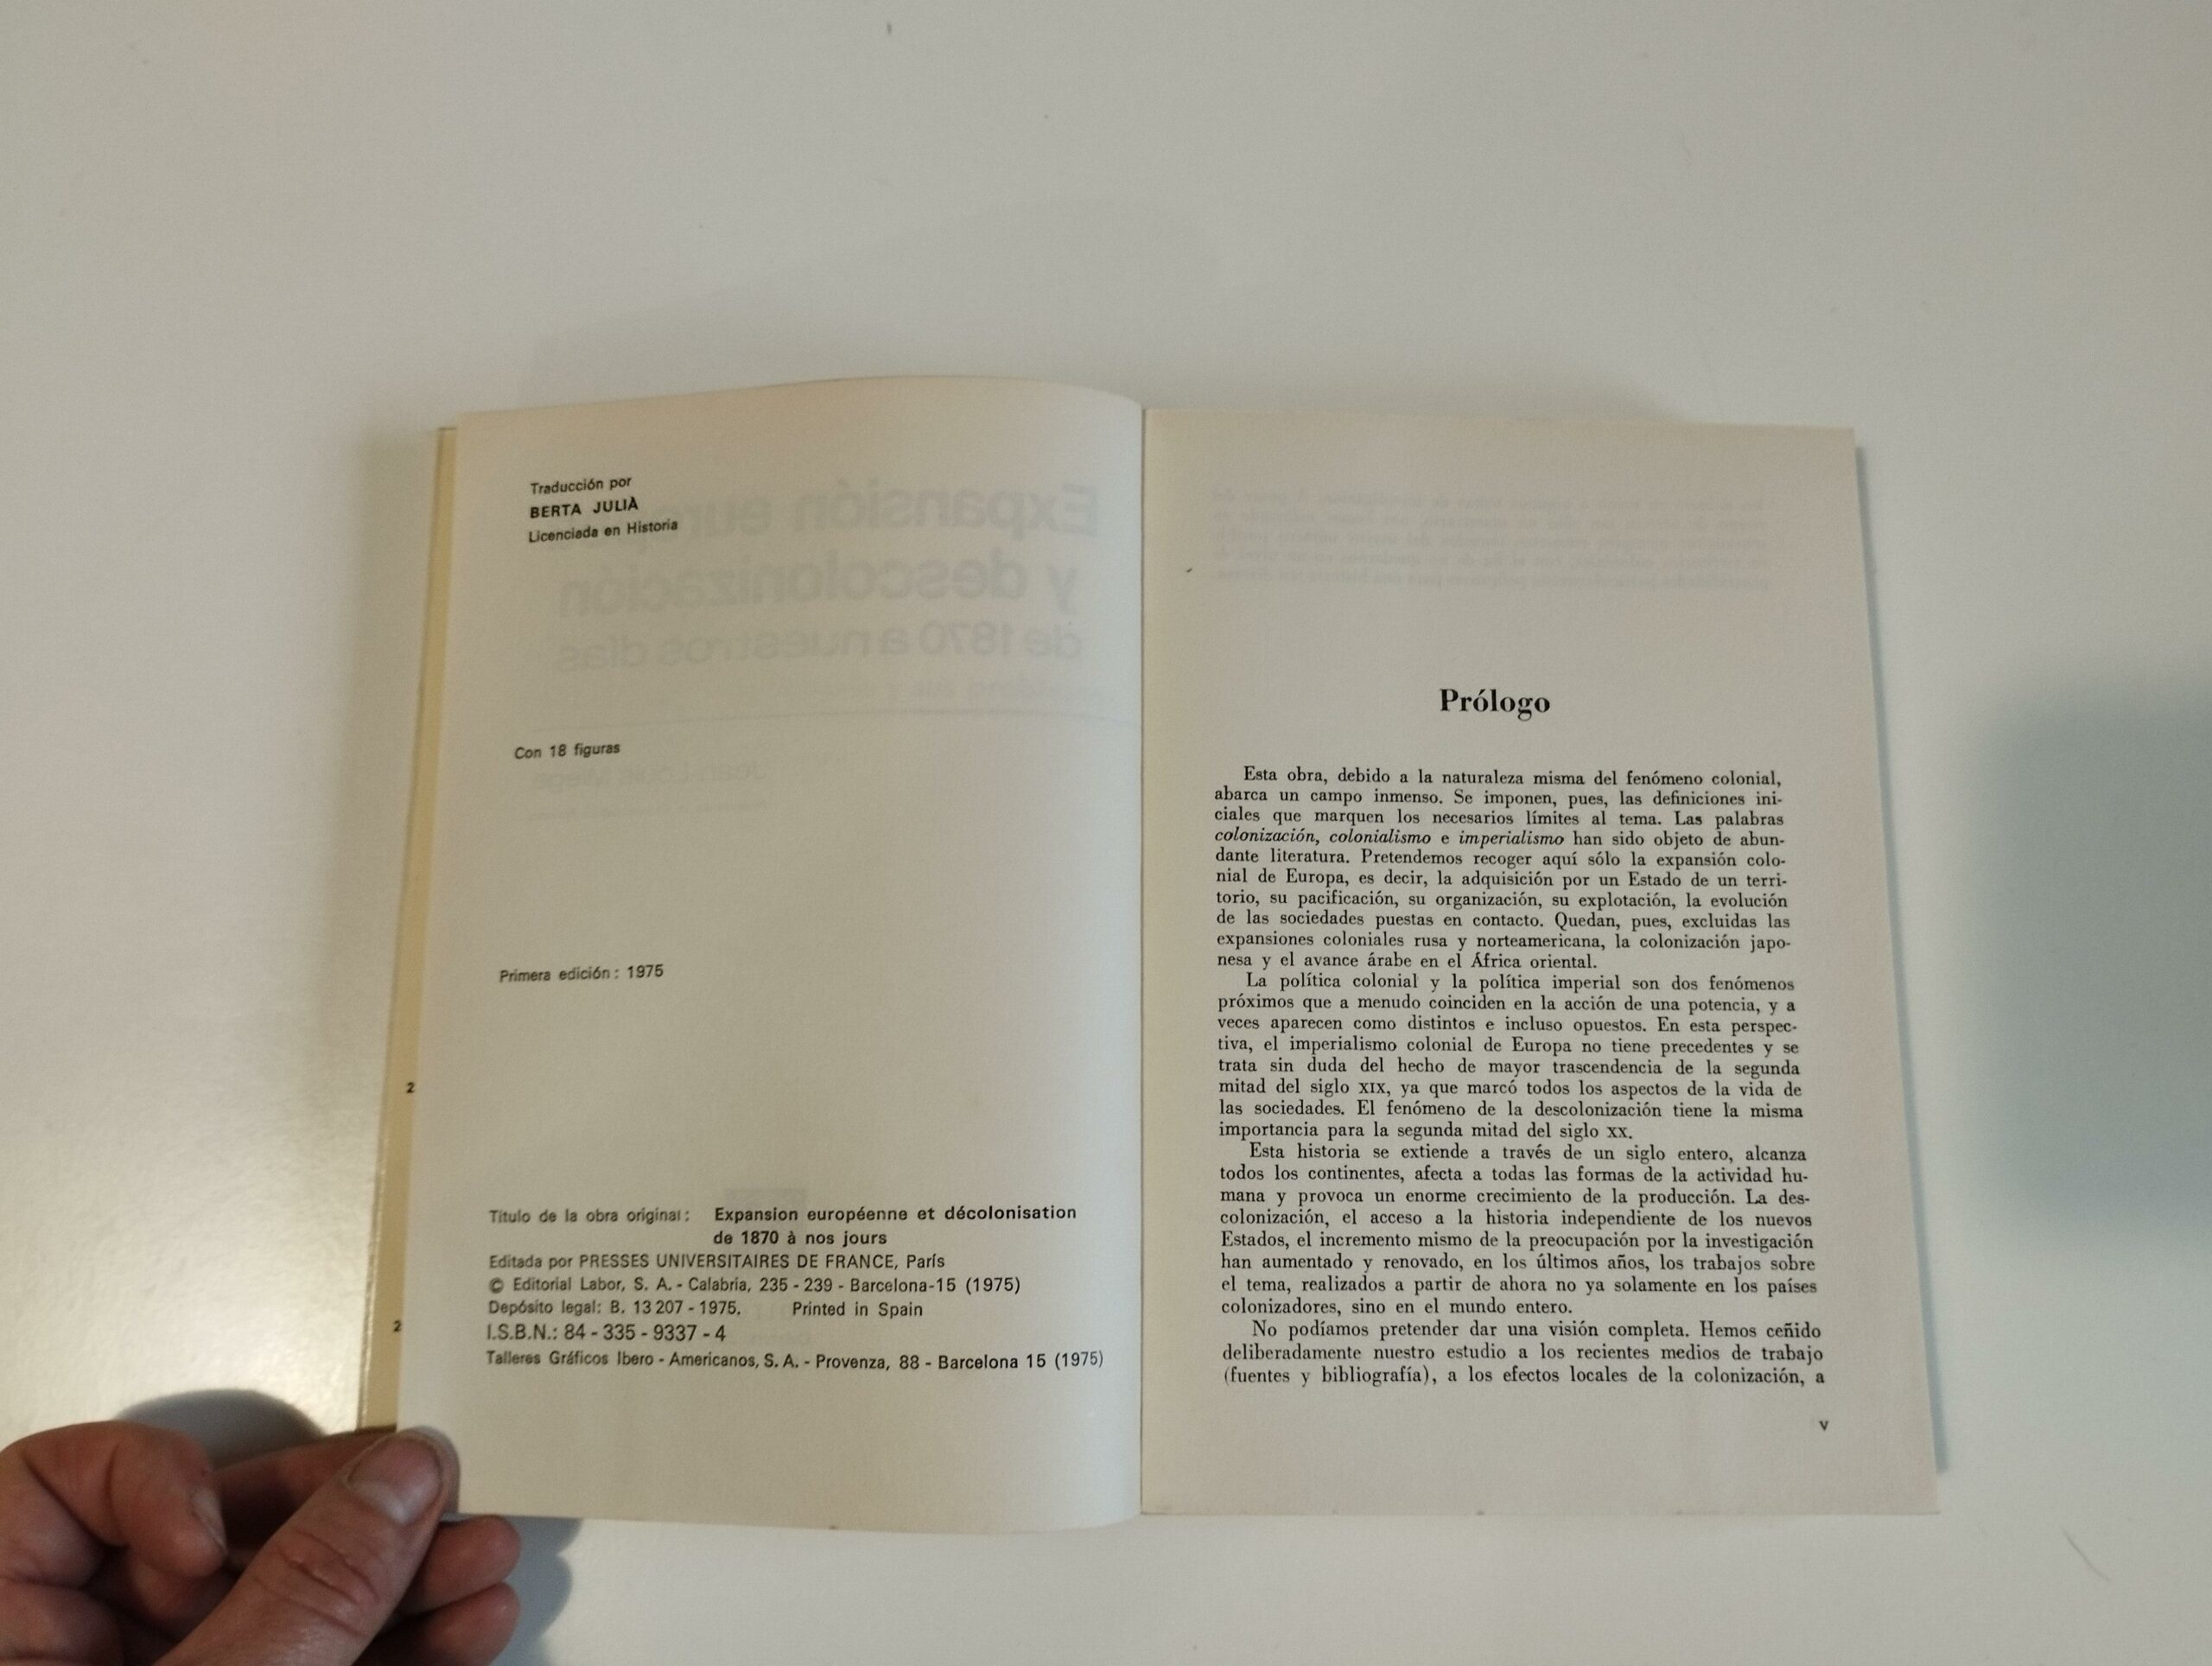 Traducción por
BERTA JULIÀ
Licenciada en Historia
Con 18 figuras
Primera edición: 1975
2
2
Título de la obra original: Expansion européenne et décolonisation
de 1870 à nos jours
Editada por PRESSES UNIVERSITAIRES DE FRANCE, París
© Editorial Labor, S. A. - Calabria, 235 - 239 - Barcelona-15 (1975)
Depósito legal: B. 13 207 - 1975. Printed in Spain
I.S.B.N.: 84 - 335 - 9337 - 4
Talleres Gráficos Ibero - Americanos, S. A. - Provenza, 88 - Barcelona 15 (1975)
Prólogo
Esta obra, debido a la naturaleza misma del fenómeno colonial,
abarca un campo inmenso. Se imponen, pues, las definiciones ini-
ciales que marquen los necesarios límites al tema. Las palabras
colonización, colonialismo e imperialismo han sido objeto de abun-
dante literatura. Pretendemos recoger aquí sólo la expansión colo-
nial de Europa, es decir, la adquisición por un Estado de un terri-
torio, su pacificación, su organización, su explotación, la evolución
de las sociedades puestas en contacto. Quedan, pues, excluidas las
expansiones coloniales rusa y norteamericana, la colonización japo-
nesa y el avance árabe en el África oriental.
La política colonial y la política imperial son dos fenómenos
próximos que a menudo coinciden en la acción de una potencia, y a
veces aparecen como distintos e incluso opuestos. En esta perspec-
tiva, el imperialismo colonial de Europa no tiene precedentes y se
trata sin duda del hecho de mayor trascendencia de la segunda
mitad del siglo XIX, ya que marcó todos los aspectos de la vida de
las sociedades. El fenómeno de la descolonización tiene la misma
importancia para la segunda mitad del siglo XX.
Esta historia se extiende a través de un siglo entero, alcanza
todos los continentes, afecta a todas las formas de la actividad hu-
mana y provoca un enorme crecimiento de la producción. La des-
colonización, el acceso a la historia independiente de los nuevos
Estados, el incremento mismo de la preocupación por la investigación
han aumentado y renovado, en los últimos años, los trabajos sobre
el tema, realizados a partir de ahora no ya solamente en los países
colonizadores, sino en el mundo entero.
No podíamos pretender dar una visión completa. Hemos ceñido
deliberadamente nuestro estudio a los recientes medios de trabajo
(fuentes y bibliografía), a los efectos locales de la colonización, a
V